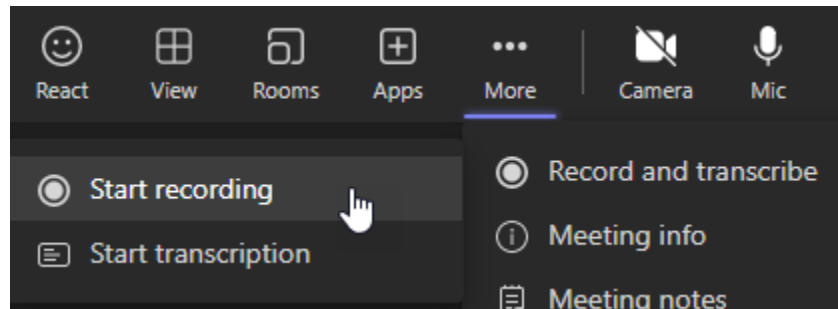 React View Rooms Apps More Camera Mic
Start recording
Start transcription
Record and transcribe
Meeting info
Meeting notes